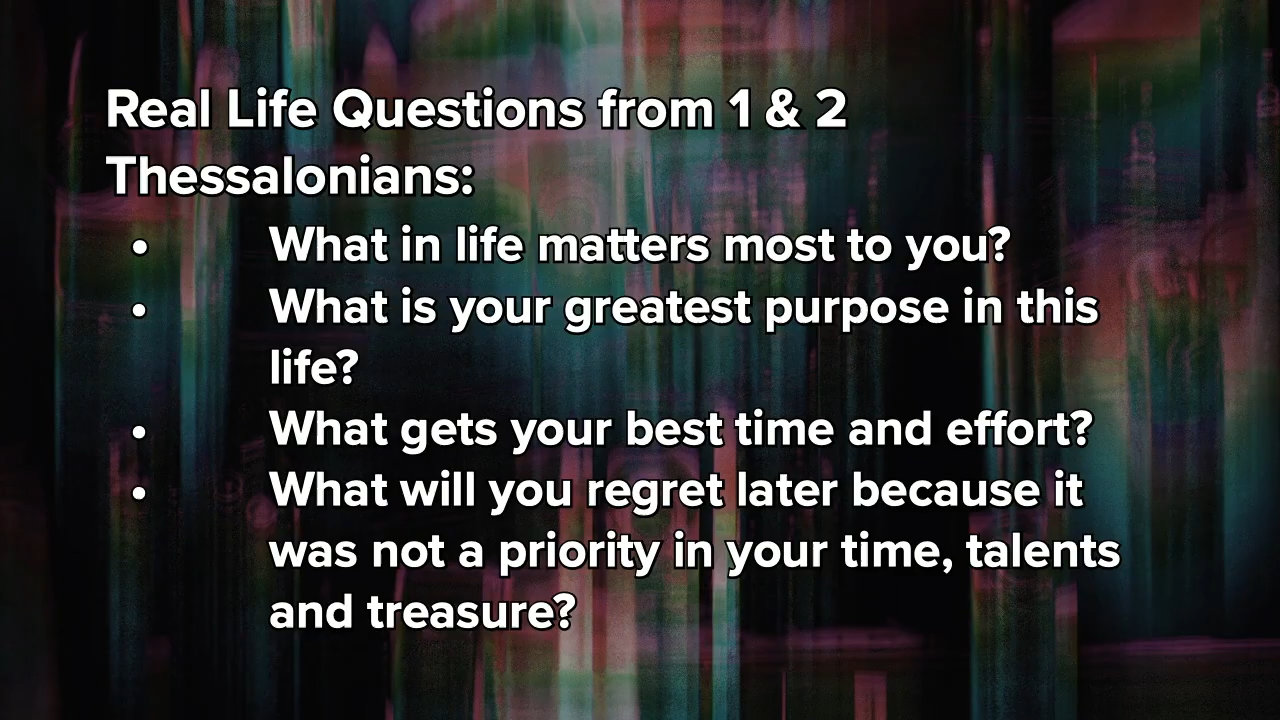 Real Life Questions from 1 & 2
Thessalonians:
• What in life matters most to you?
• What is your greatest purpose in this
life?
• What gets your best time and effort?
• What will you regret later because it
was not a priority in your time, talents
and treasure?